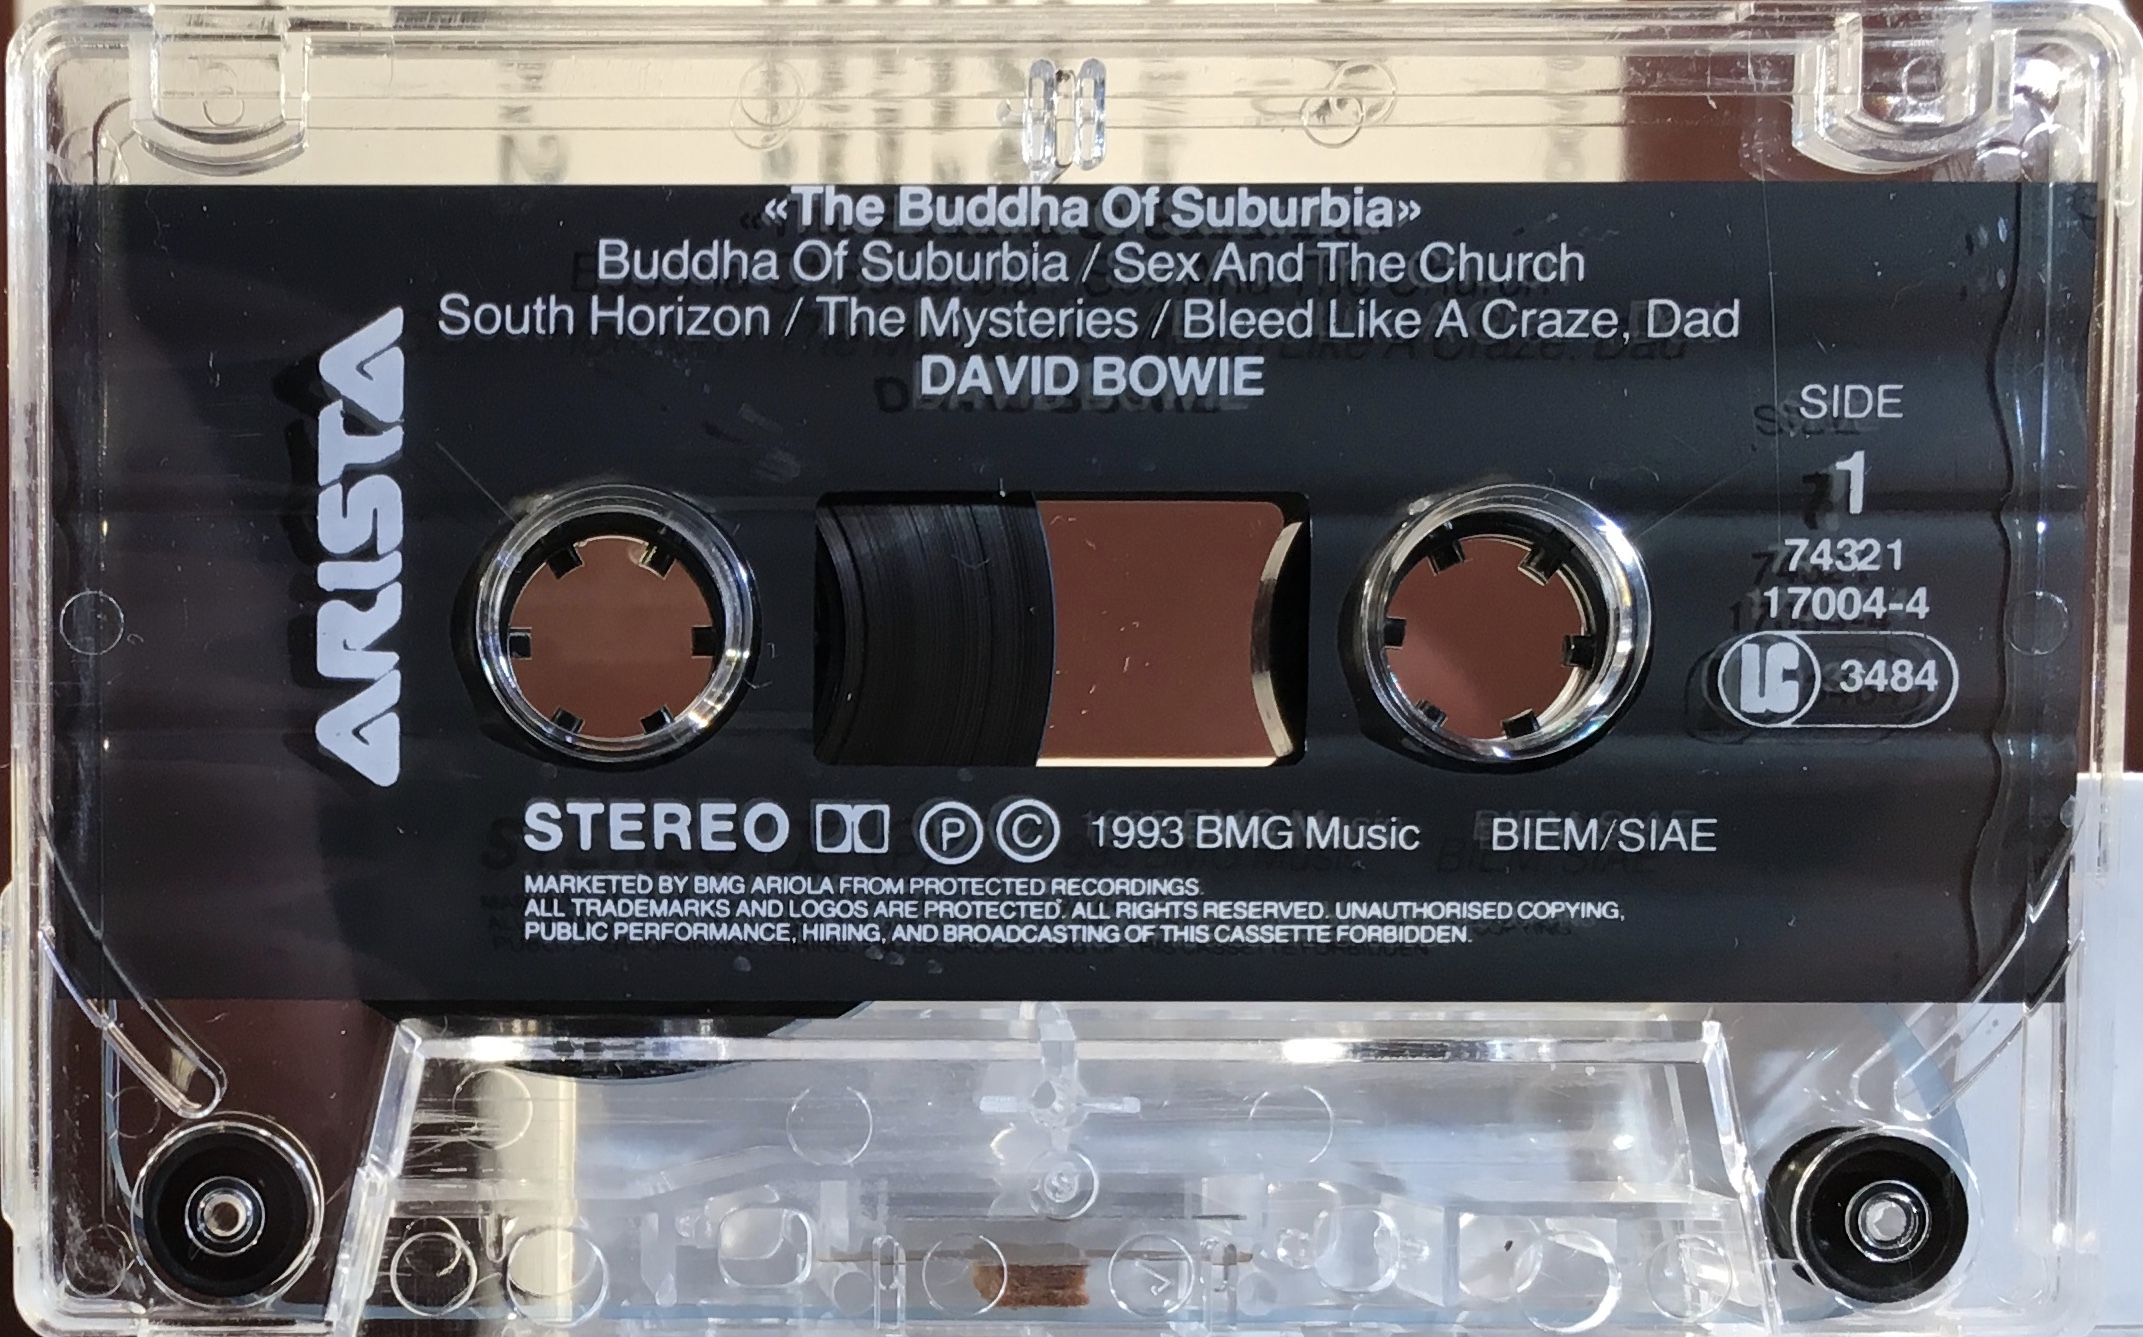 «The Buddha Of Suburbia»
Buddha Of Suburbia / Sex And The Church
South Horizon / The Mysteries / Bleed Like A Craze, Dad
DAVID BOWIE
ARISTA
SIDE
1
74321
17004-4
LC 3484
STEREO Ⓟ Ⓒ 1993 BMG Music BIEM/SIAE
MARKETED BY BMG ARIOLA FROM PROTECTED RECORDINGS.
ALL TRADEMARKS AND LOGOS ARE PROTECTED. ALL RIGHTS RESERVED. UNAUTHORISED COPYING,
PUBLIC PERFORMANCE, HIRING, AND BROADCASTING OF THIS CASSETTE FORBIDDEN.